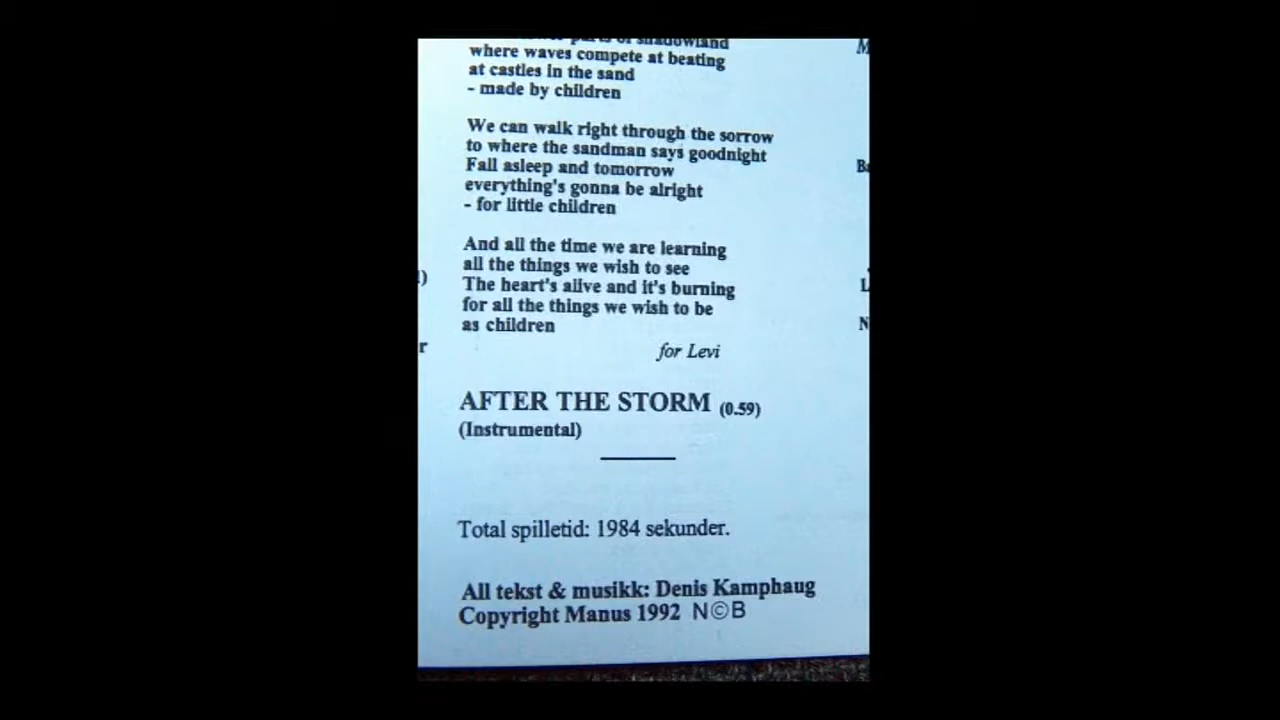 parts of shadowland
where waves compete at beating
at castles in the sand
- made by children
We can walk right through the sorrow
to where the sandman says goodnight
Fall asleep and tomorrow
everything's gonna be alright
- for little children
And all the time we are learning
all the things we wish to see
The heart's alive and it's burning
for all the things we wish to be
as children
for Levi
AFTER THE STORM (0.59)
(Instrumental)
Total spilletid: 1984 sekunder.
All tekst & musikk: Denis Kamphaug
Copyright Manus 1992 N©B